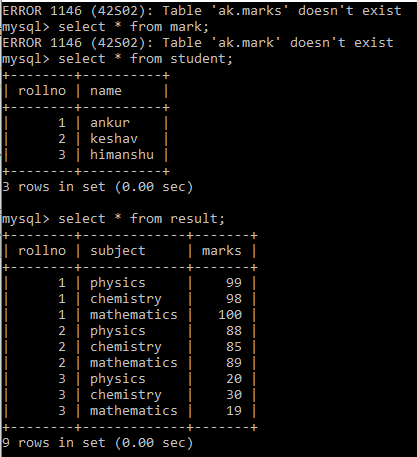 ERROR 1146 (42S02): Table 'ak.marks' doesn't exist
mysql> select * from mark;
ERROR 1146 (42S02): Table 'ak.mark' doesn't exist
mysql> select * from student;
+--------+----------+
| rollno | name     |
+--------+----------+
|      1 | ankur    |
|      2 | keshav   |
|      3 | himanshu |
+--------+----------+
3 rows in set (0.00 sec)

mysql> select * from result;
+--------+-------------+-------+
| rollno | subject     | marks |
+--------+-------------+-------+
|      1 | physics     |    99 |
|      1 | chemistry   |    98 |
|      1 | mathematics |   100 |
|      2 | physics     |    88 |
|      2 | chemistry   |    85 |
|      2 | mathematics |    89 |
|      3 | physics     |    20 |
|      3 | chemistry   |    30 |
|      3 | mathematics |    19 |
+--------+-------------+-------+
9 rows in set (0.00 sec)